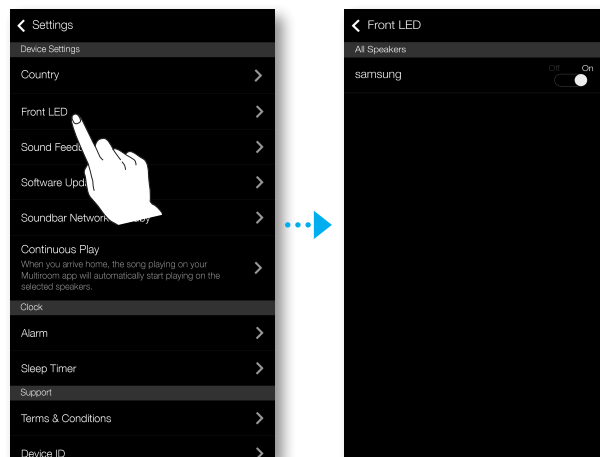 Settings
Device Settings
Country
Front LED
Sound
Software
Soundbar Network
Continuous Play
When you arrive home, the song playing on your
Multiroom app will automatically start playing on the
selected speakers.
Clock
Alarm
Sleep Timer
Support
Terms & Conditions
Device ID
Front LED
All Speakers
samsung
Off On